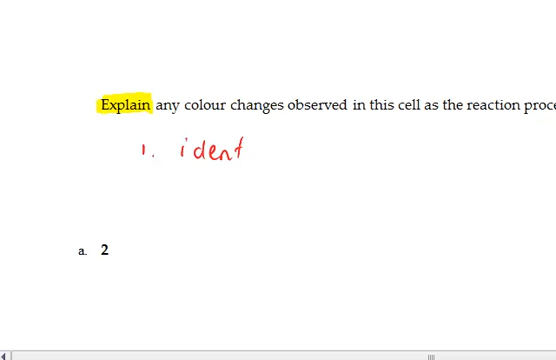 Explain any colour changes observed in this cell as the reaction proce
1. ident
a. 2